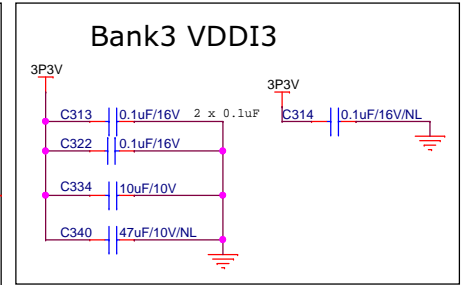 Bank3 VDDI3
3P3V
3P3V
C313 0.1uF/16V 2 x 0.1uF
C314 0.1uF/16V/NL
C322 0.1uF/16V
C334 10uF/10V
C340 47uF/10V/NL